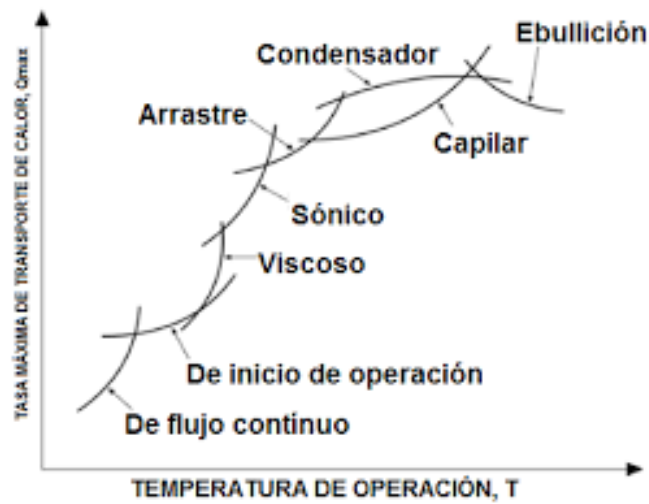 TASA MÁXIMA DE TRANSPORTE DE CALOR, Qmax
Ebullición
Condensador
Arrastre
Capilar
Sónico
Viscoso
De inicio de operación
De flujo continuo
TEMPERATURA DE OPERACIÓN, T